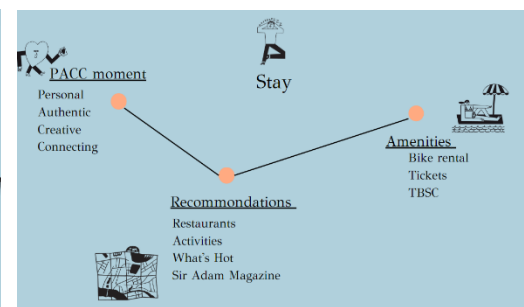 Stay
PACC moment
Personal
Authentic
Creative
Connecting
Recommondations
Restaurants
Activities
What's Hot
Sir Adam Magazine
Amenities
Bike rental
Tickets
TBSC